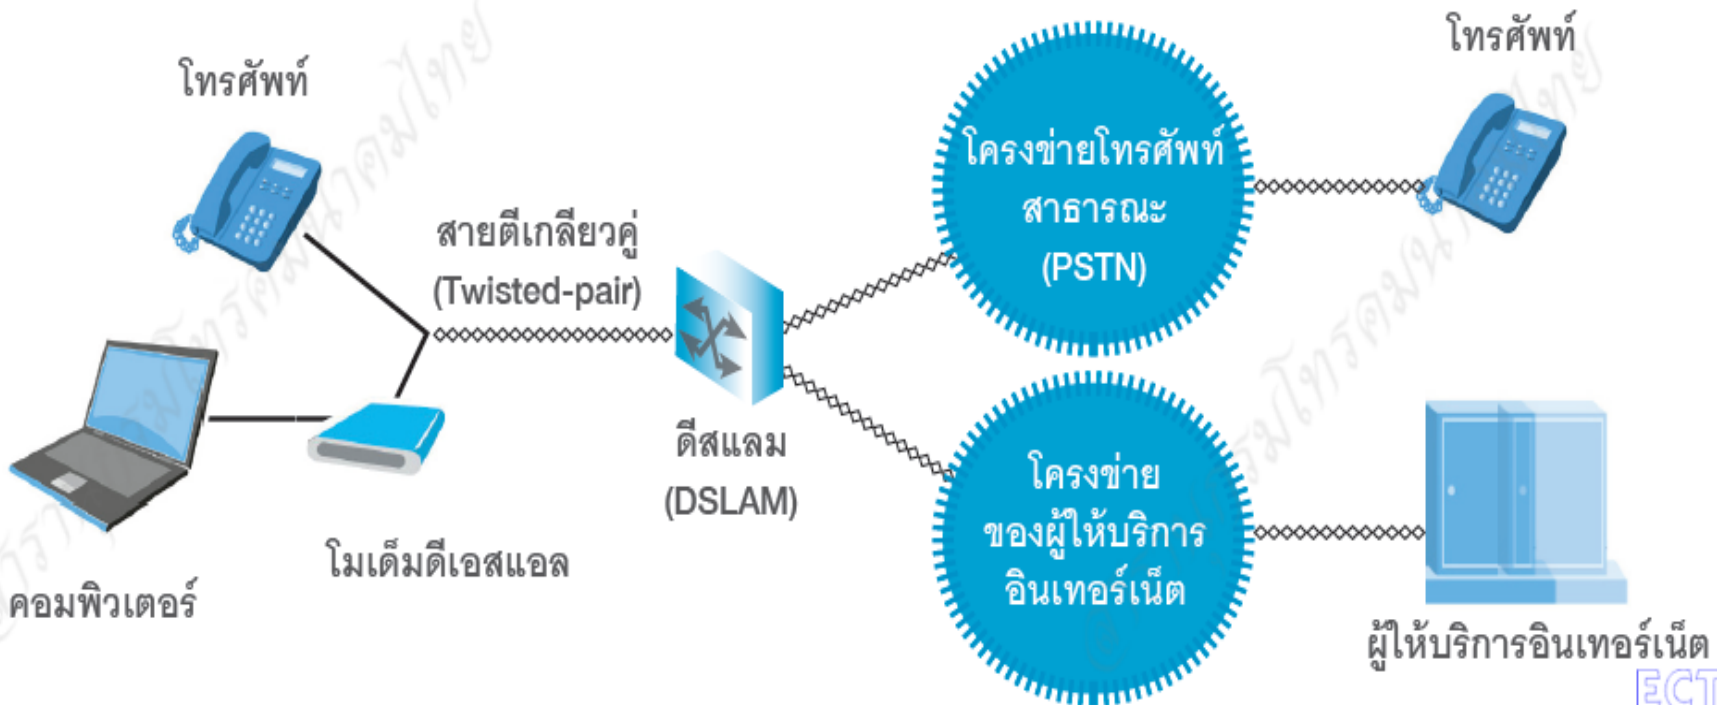 โทรศัพท์
โทรศัพท์
สายตีเกลียวคู่
(Twisted-pair)
โครงข่ายโทรศัพท์
สาธารณะ
(PSTN)
ดีสแลม
(DSLAM)
โมเด็มดีเอสแอล
คอมพิวเตอร์
โครงข่าย
ของผู้ให้บริการ
อินเทอร์เน็ต
ผู้ให้บริการอินเทอร์เน็ต